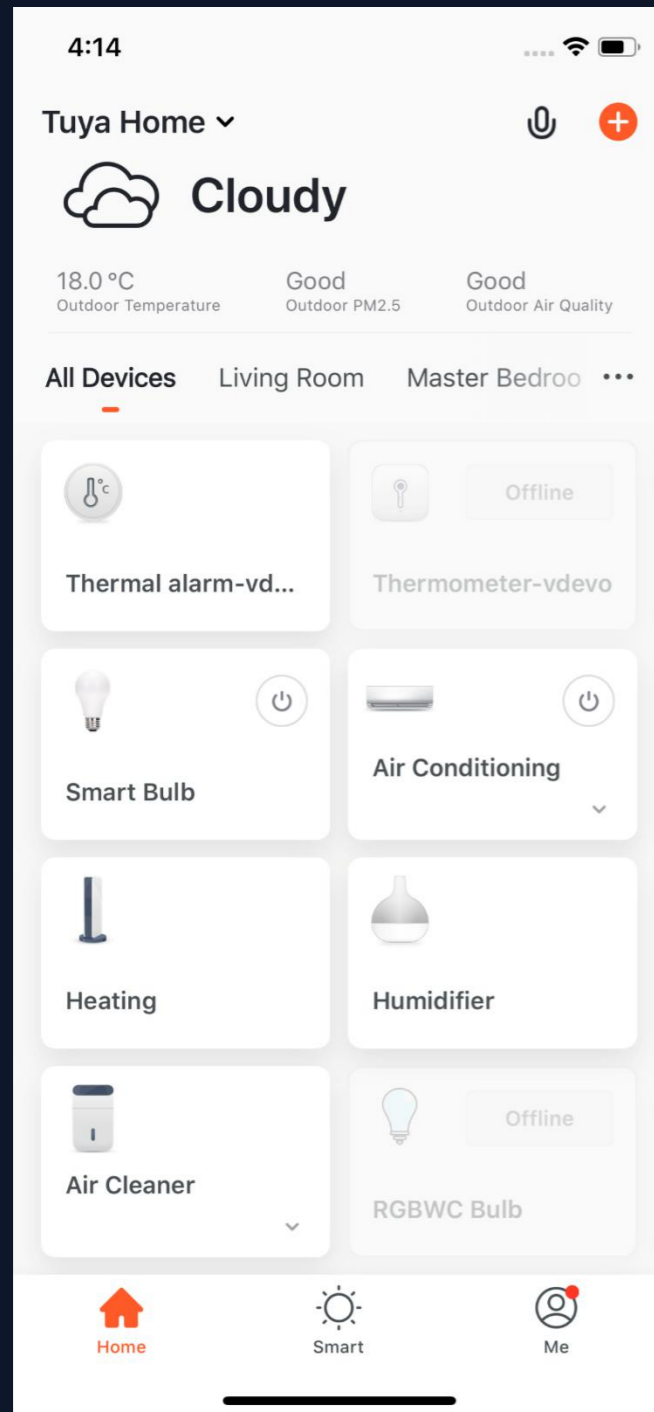 4:14
Tuya Home
Cloudy
18.0 °C Good Good
Outdoor Temperature Outdoor PM2.5 Outdoor Air Quality
All Devices Living Room Master Bedroo
°C
Offline
Thermal alarm-vd... Thermometer-vdevo
Smart Bulb
Air Conditioning
Heating Humidifier
Air Cleaner
Offline
RGBWC Bulb
Home Smart Me